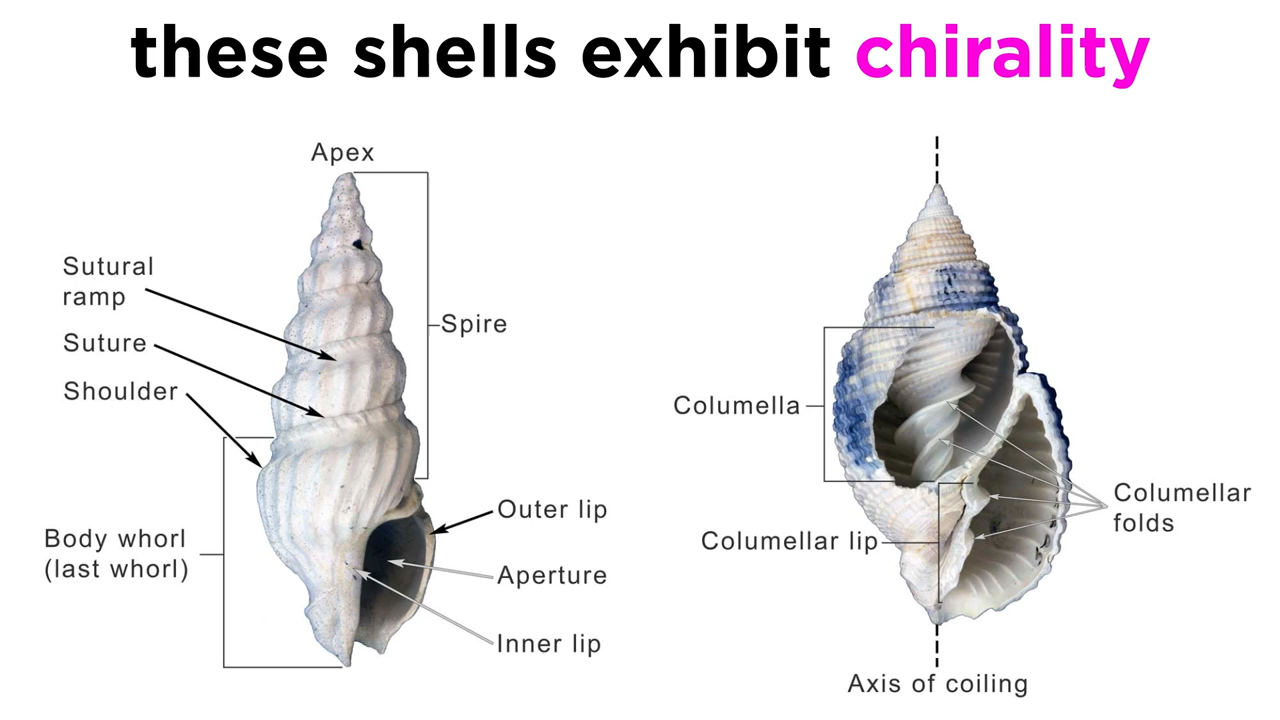 these shells exhibit chirality
Apex
Sutural
ramp
Suture
Shoulder
Spire
Body whorl
(last whorl)
Outer lip
Aperture
Inner lip
Columella
Columellar lip
Columellar
folds
Axis of coiling